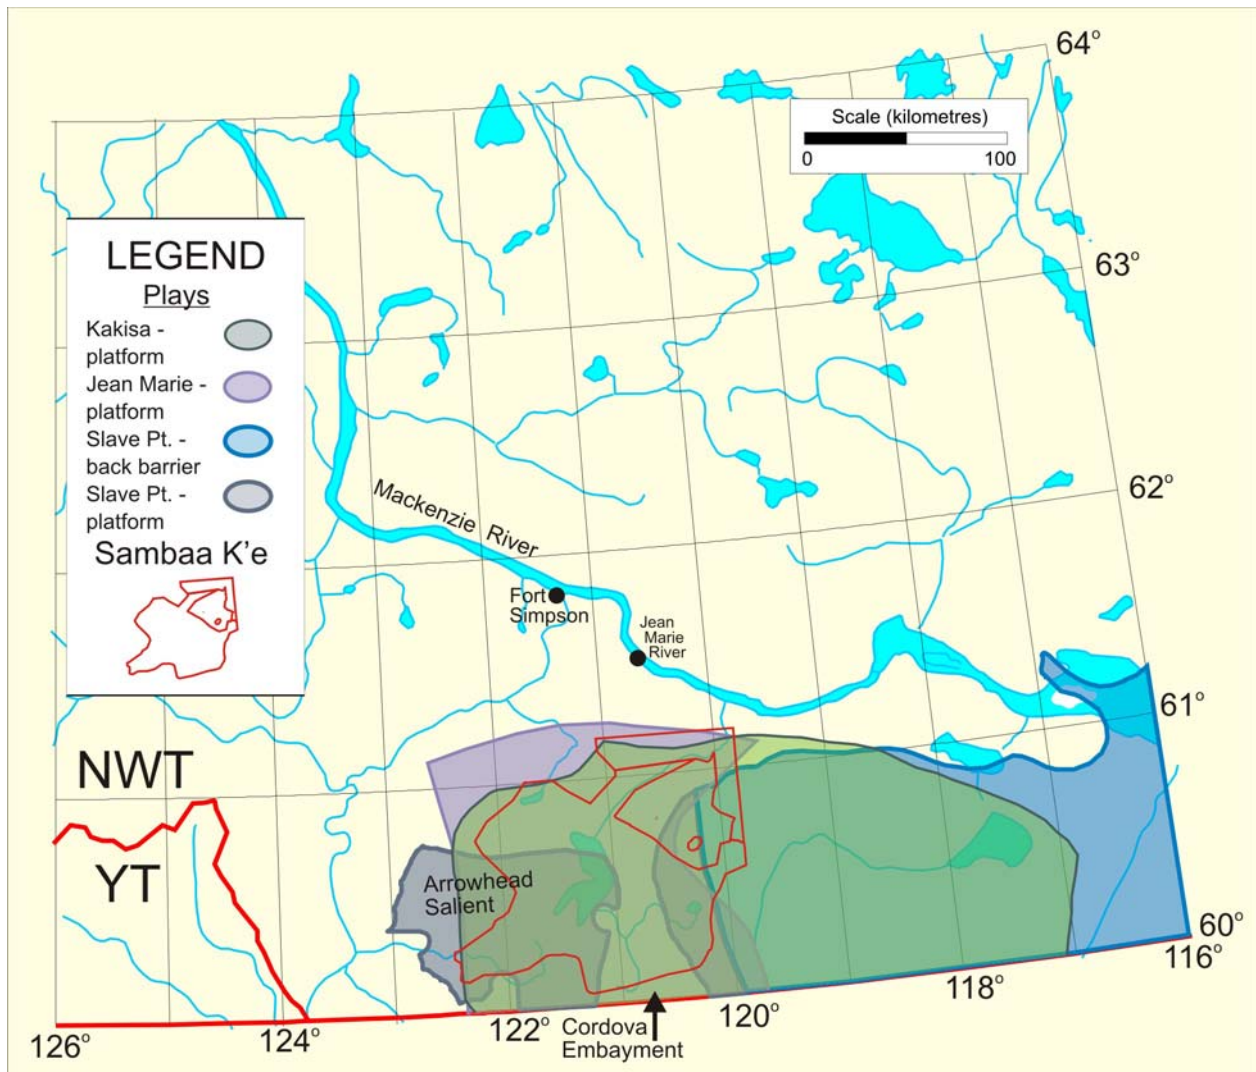 64°
Scale (kilometres)
0 100
63°
LEGEND
Plays
Kakisa -
platform
Jean Marie -
platform
Slave Pt. -
back barrier
Slave Pt. -
platform
Sambaa K'e
62°
Mackenzie River
Fort
Simpson
Jean
Marie
River
61°
NWT
YT
Arrowhead
Salient
60°
116°
118°
120°
122°
124°
126°
Cordova
Embayment